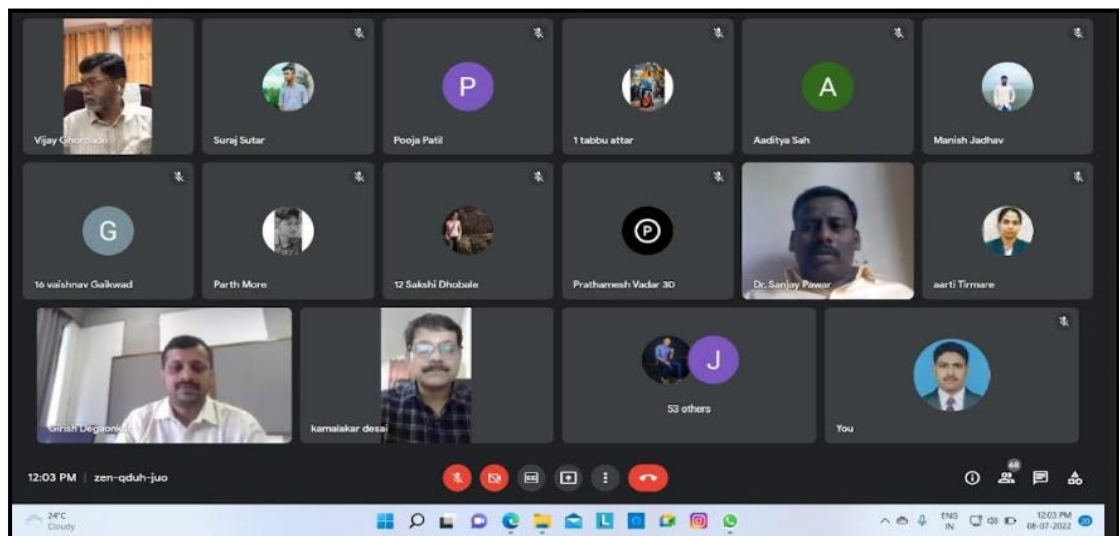 Vijay Ghorpade
Suraj Sutar
P
Pooja Patil
1 tabbu attar
A
Aaditya Sah
Manish Jadhav
G
16 vaishnav Gaikwad
Parth More
12 Sakshi Dhobale
P
Prathamesh Vadar 30
Dr. Sanjay Pawar
aarti Tirmare
Girish Degaonkar
kamalakar desai
J
53 others
You
12:03 PM | zen-qduh-juo
CC
68
24°C
Cloudy
L
ENG
IN
12:03 PM
08-07-2022
20